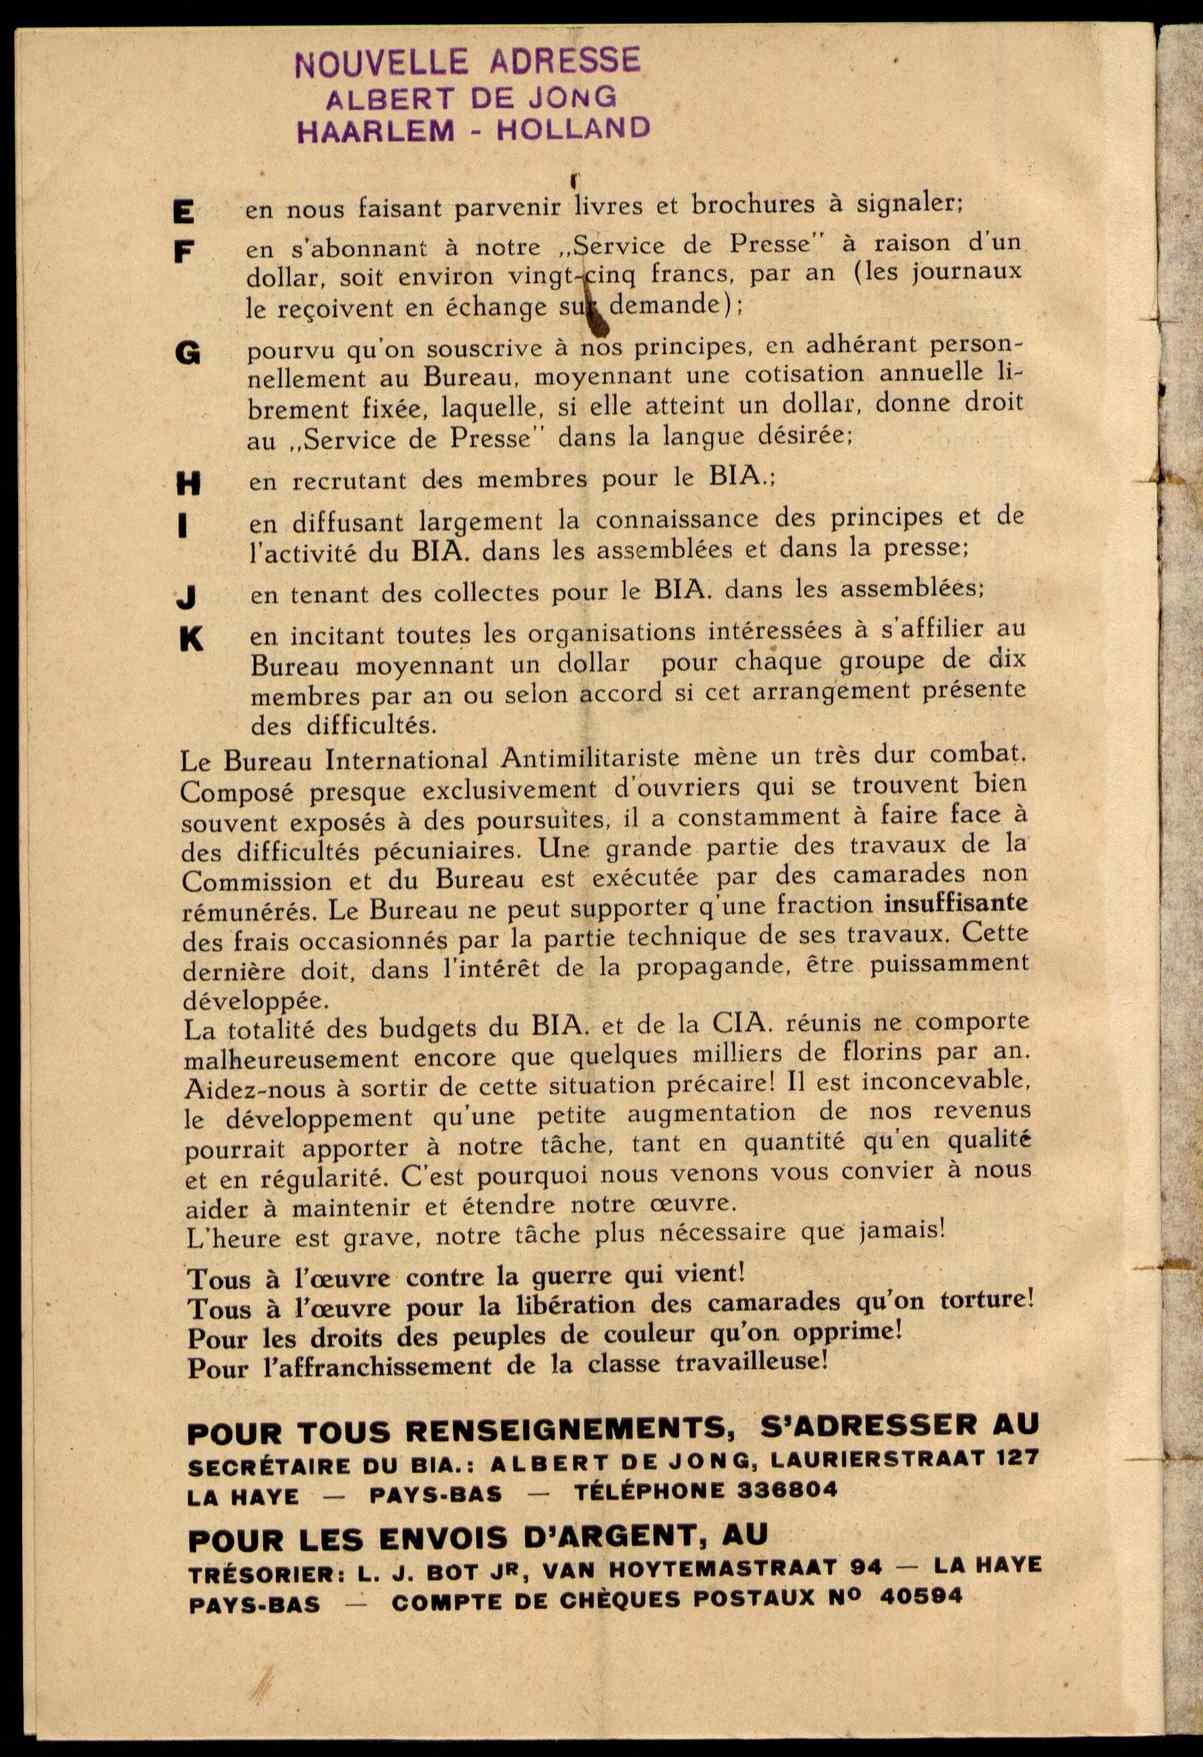 NOUVELLE ADRESSE
ALBERT DE JONG
HAARLEM - HOLLAND
E en nous faisant parvenir livres et brochures à signaler;
F en s'abonnant à notre „Service de Presse" à raison d'un
dollar, soit environ vingt-cinq francs, par an (les journaux
le reçoivent en échange sur demande);
G pourvu qu'on souscrive à nos principes, en adhérant person-
nellement au Bureau, moyennant une cotisation annuelle li-
brement fixée, laquelle, si elle atteint un dollar, donne droit
au „Service de Presse" dans la langue désirée;
H en recrutant des membres pour le BIA.;
I en diffusant largement la connaissance des principes et de
l'activité du BIA. dans les assemblées et dans la presse;
J en tenant des collectes pour le BIA. dans les assemblées;
K en incitant toutes les organisations intéressées à s'affilier au
Bureau moyennant un dollar pour chaque groupe de dix
membres par an ou selon accord si cet arrangement présente
des difficultés.
Le Bureau International Antimilitariste mène un très dur combat.
Composé presque exclusivement d'ouvriers qui se trouvent bien
souvent exposés à des poursuites, il a constamment à faire face à
des difficultés pécuniaires. Une grande partie des travaux de la
Commission et du Bureau est exécutée par des camarades non
rémunérés. Le Bureau ne peut supporter q'une fraction insuffisante
des frais occasionnés par la partie technique de ses travaux. Cette
dernière doit, dans l'intérêt de la propagande, être puissamment
développée.
La totalité des budgets du BIA. et de la CIA. réunis ne comporte
malheureusement encore que quelques milliers de florins par an.
Aidez-nous à sortir de cette situation précaire! Il est inconcevable,
le développement qu'une petite augmentation de nos revenus
pourrait apporter à notre tâche, tant en quantité qu'en qualité
et en régularité. C'est pourquoi nous venons vous convier à nous
aider à maintenir et étendre notre œuvre.
L'heure est grave, notre tâche plus nécessaire que jamais!
Tous à l'œuvre contre la guerre qui vient!
Tous à l'œuvre pour la libération des camarades qu'on torture!
Pour les droits des peuples de couleur qu'on opprime!
Pour l'affranchissement de la classe travailleuse!
POUR TOUS RENSEIGNEMENTS, S'ADRESSER AU
SECRÉTAIRE DU BIA.: ALBERT DE JONG, LAURIERSTRAAT 127
LA HAYE — PAYS-BAS — TÉLÉPHONE 336804
POUR LES ENVOIS D'ARGENT, AU
TRÉSORIER: L. J. BOT JR, VAN HOYTEMASTRAAT 94 — LA HAYE
PAYS-BAS — COMPTE DE CHÈQUES POSTAUX No 40594